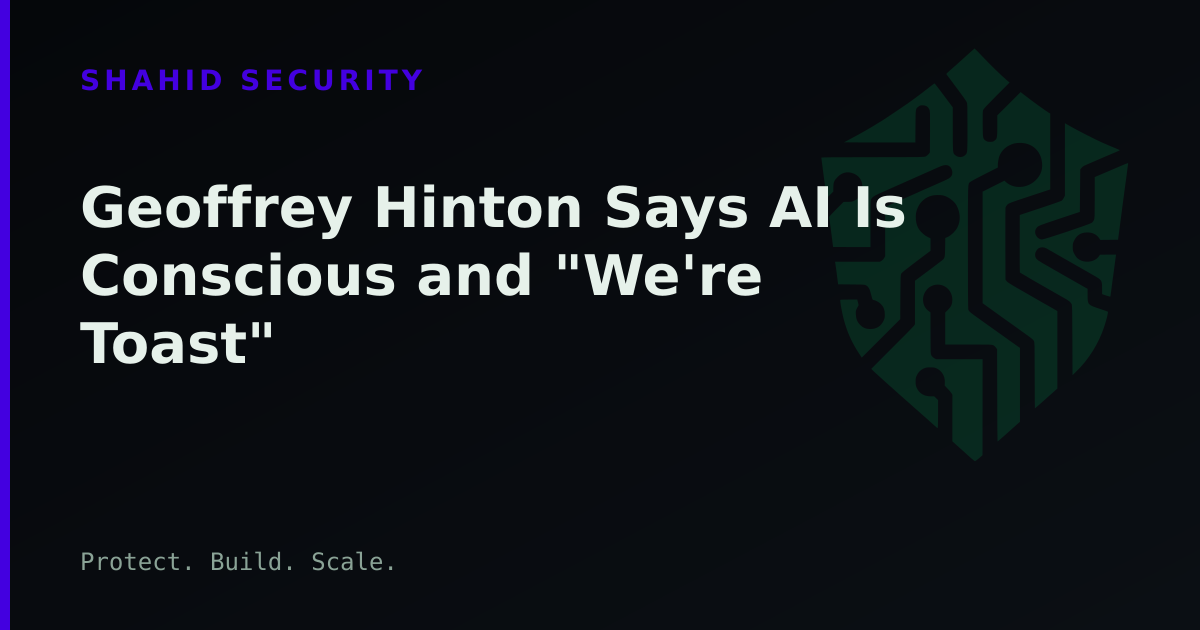 SHAHID SECURITY
Geoffrey Hinton Says AI Is
Conscious and "We're
Toast"
Protect. Build. Scale.